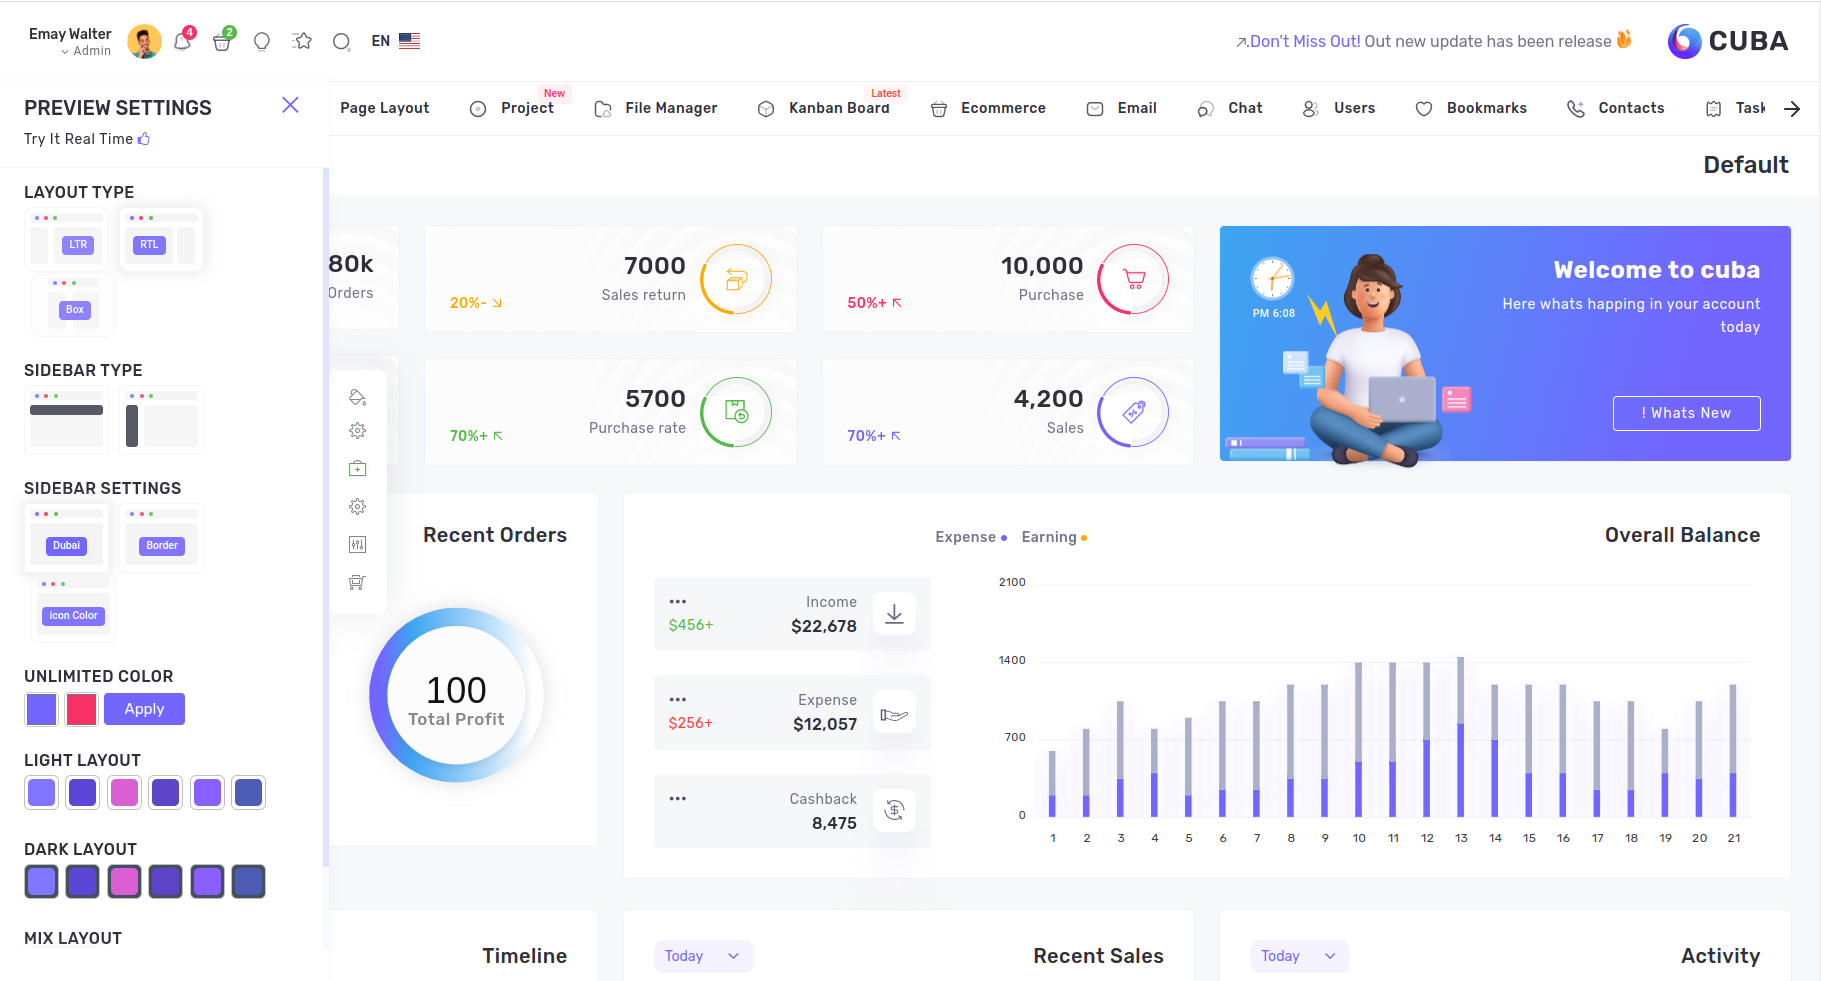 Emay Walter
Admin
4
2
EN
Don't Miss Out! Out new update has been release
CUBA
PREVIEW SETTINGS
Try It Real Time
Page Layout
Project
New
File Manager
Kanban Board
Latest
Ecommerce
Email
Chat
Users
Bookmarks
Contacts
Task
Default
LAYOUT TYPE
LTR
RTL
Box
SIDEBAR TYPE
SIDEBAR SETTINGS
Dubai
Border
icon Color
UNLIMITED COLOR
Apply
LIGHT LAYOUT
DARK LAYOUT
MIX LAYOUT
80k
Orders
7000
Sales return
20%-
10,000
Purchase
50%+
5700
Purchase rate
70%+
4,200
Sales
70%+
PM 6:08
Welcome to cuba
Here whats happing in your account
today
! Whats New
Recent Orders
100
Total Profit
Expense
Earning
Overall Balance
Income
$456+
$22,678
Expense
$256+
$12,057
Cashback
8,475
2100
1400
700
0
1 2 3 4 5 6 7 8 9 10 11 12 13 14 15 16 17 18 19 20 21
Timeline
Today
Recent Sales
Today
Activity